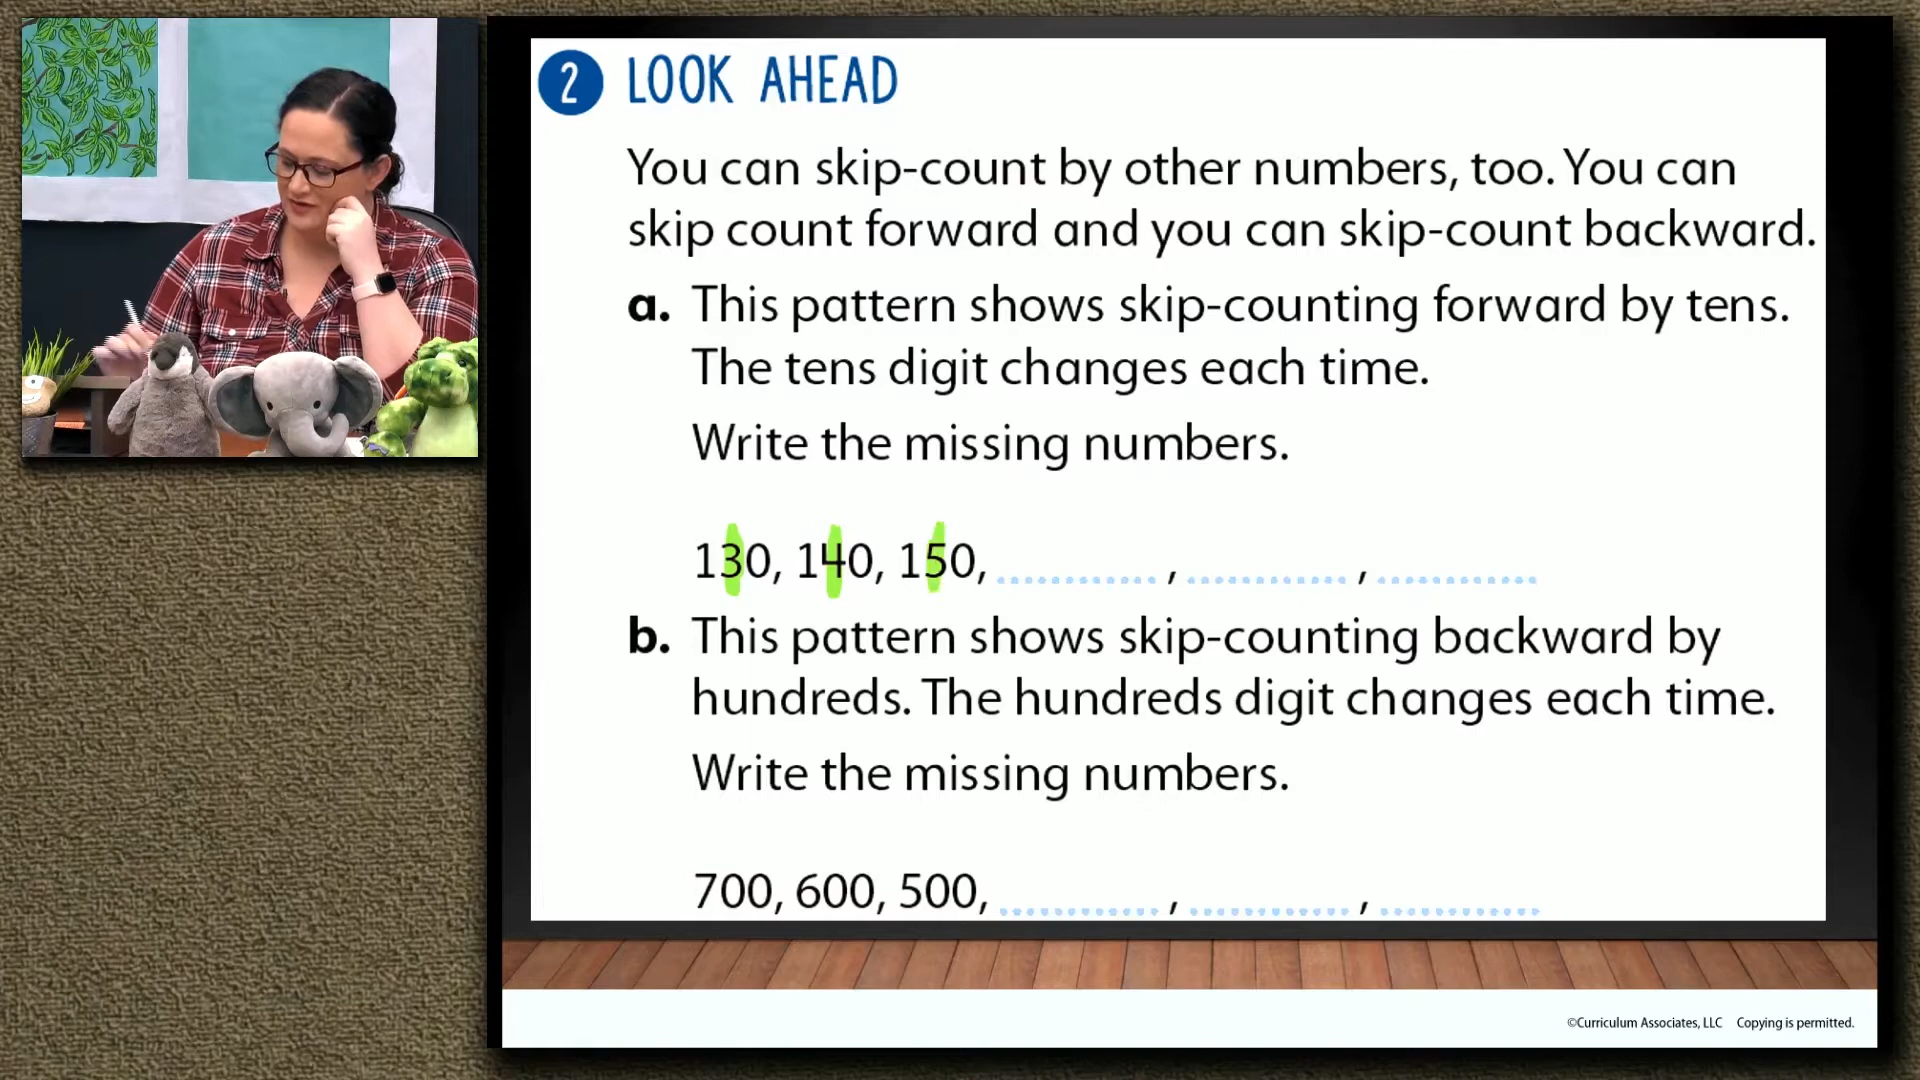 2 LOOK AHEAD
You can skip-count by other numbers, too. You can
skip count forward and you can skip-count backward.
a. This pattern shows skip-counting forward by tens.
The tens digit changes each time.
Write the missing numbers.
130, 140, 150, , ,
b. This pattern shows skip-counting backward by
hundreds. The hundreds digit changes each time.
Write the missing numbers.
700, 600, 500, , ,
©Curriculum Associates, LLC Copying is permitted.